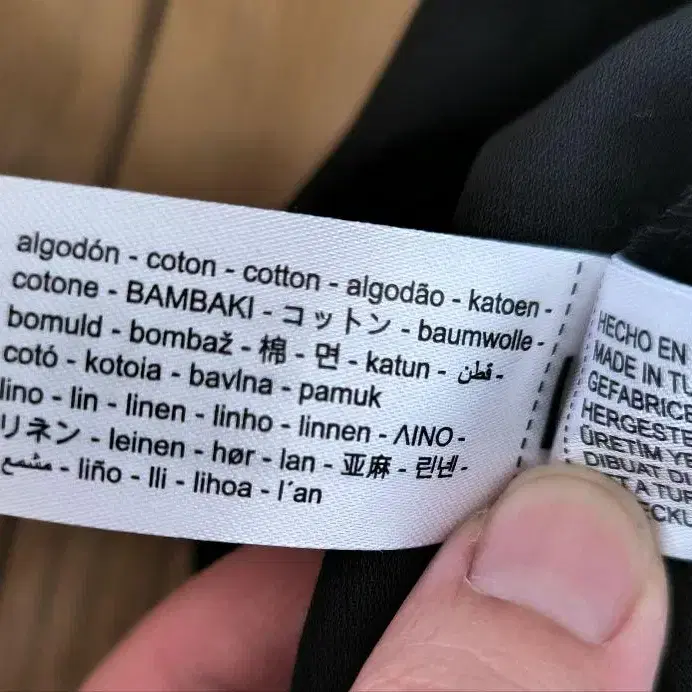 algodón - coton - cotton - algodão - katoen -
cotone - BAMBAKI - コットン - baumwolle -
bomuld - bombaž - 棉 - 면 - katun - قطن -
cotó - kotoia - bavlna - pamuk
lino - lin - linen - linho - linnen - ΛΙΝΟ -
リネン - leinen - hør - lan - 亚麻 - 린넨 -
مشمع - liño - lli - lihoa - l´an
HECHO EN
MADE IN TU
GEFABRICE
HERGESTE
ÜRETIM YE
DIBUAT DI
A TUR